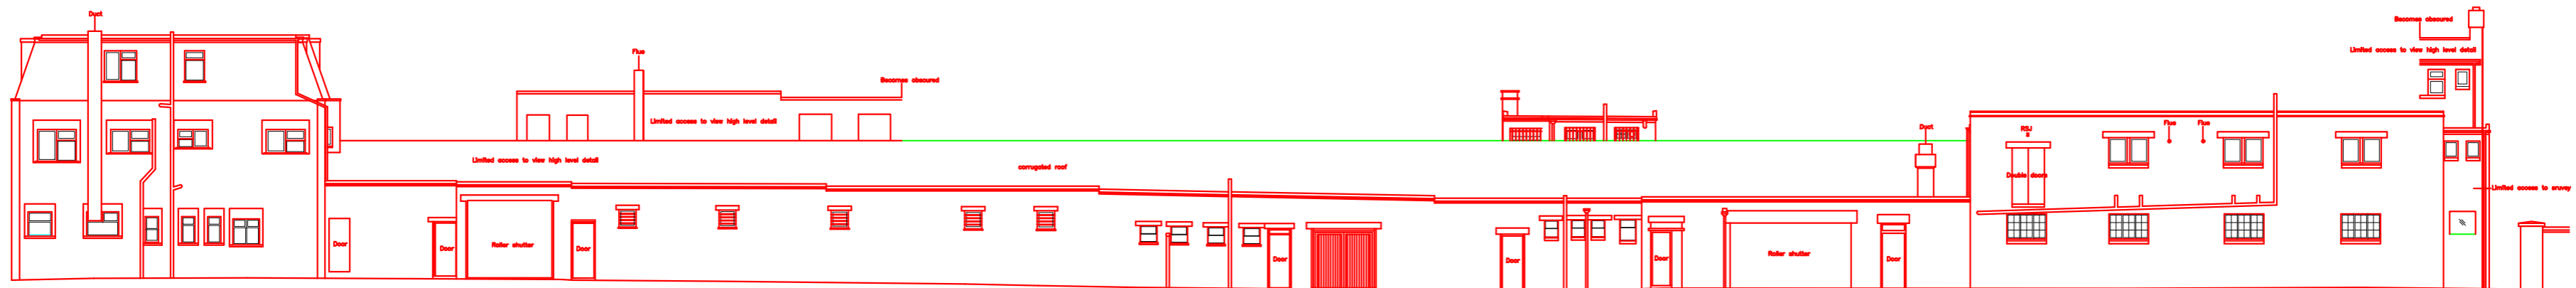 Duct
Becomes obscured
Limited access to view high level detail
Flue
Becomes obscured
Limited access to view high level detail
Duct
RSJ
Flue
Flue
Limited access to view high level detail
corrugated roof
Double doors
Limited access to sruvey
Door
Door
Roller shutter
Door
Door
Door
Door
Roller shutter
Door